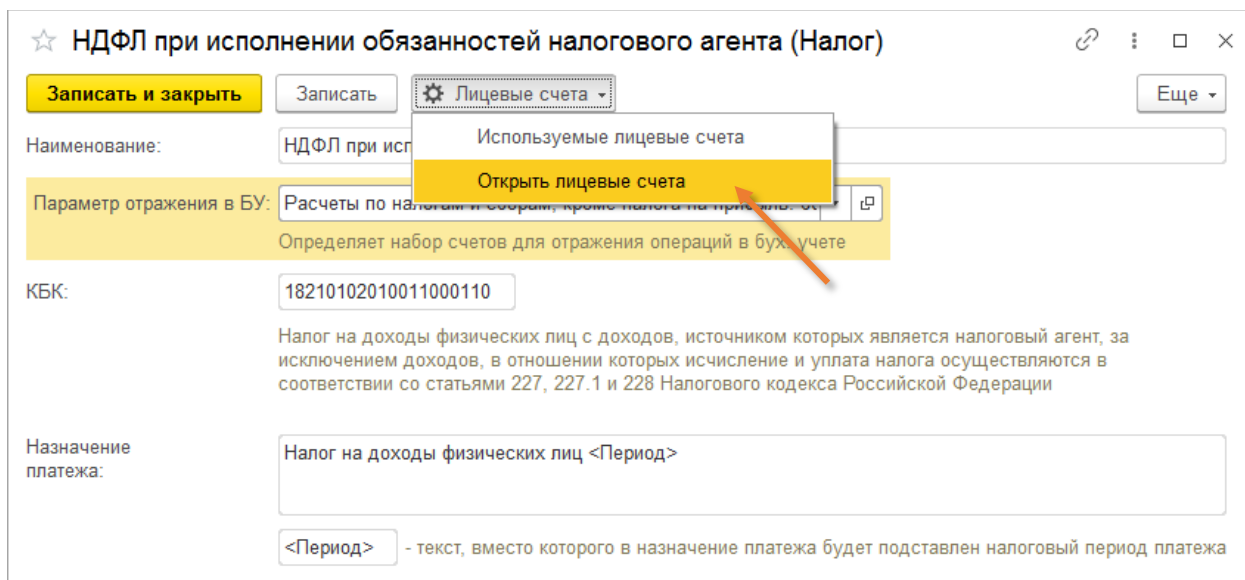 НДФЛ при исполнении обязанностей налогового агента (Налог)
Записать и закрыть Записать Лицевые счета Еще
Используемые лицевые счета
Наименование: НДФЛ при исп
Открыть лицевые счета
Параметр отражения в БУ: Расчеты по налогам и сборам, кроме налога на прибыль:
Определяет набор счетов для отражения операций в бух. учете
КБК: 18210102010011000110
Налог на доходы физических лиц с доходов, источником которых является налоговый агент, за
исключением доходов, в отношении которых исчисление и уплата налога осуществляются в
соответствии со статьями 227, 227.1 и 228 Налогового кодекса Российской Федерации
Назначение
платежа:
Налог на доходы физических лиц <Период>
<Период> - текст, вместо которого в назначение платежа будет подставлен налоговый период платежа